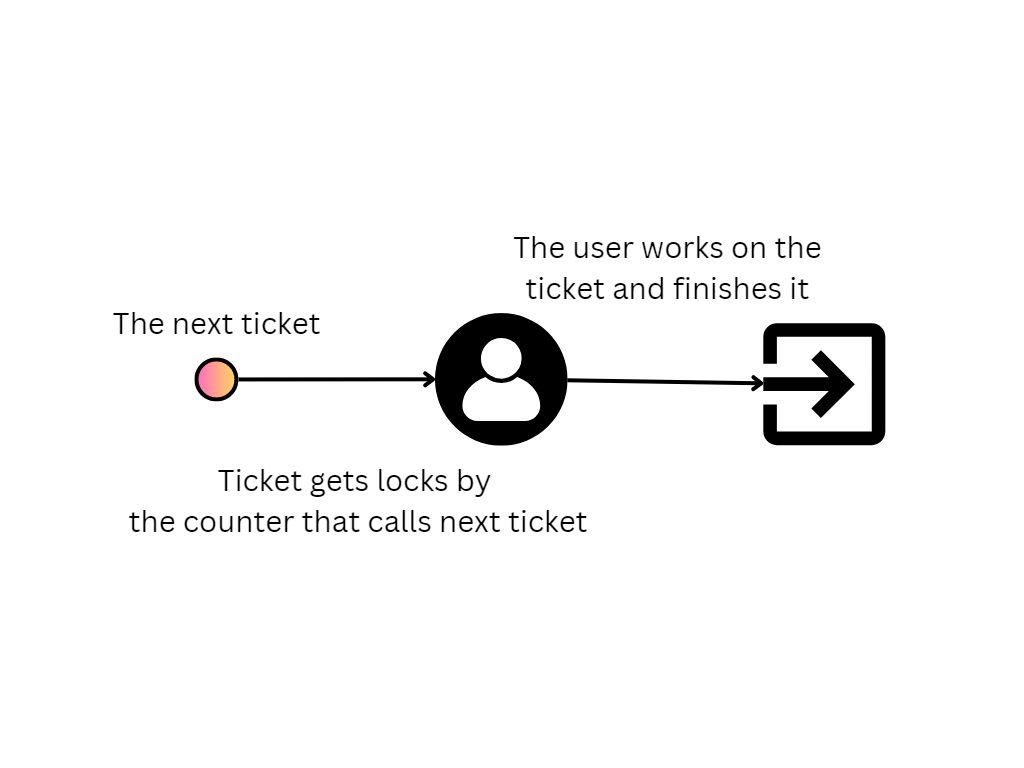 The user works on the
ticket and finishes it
The next ticket
Ticket gets locks by
the counter that calls next ticket